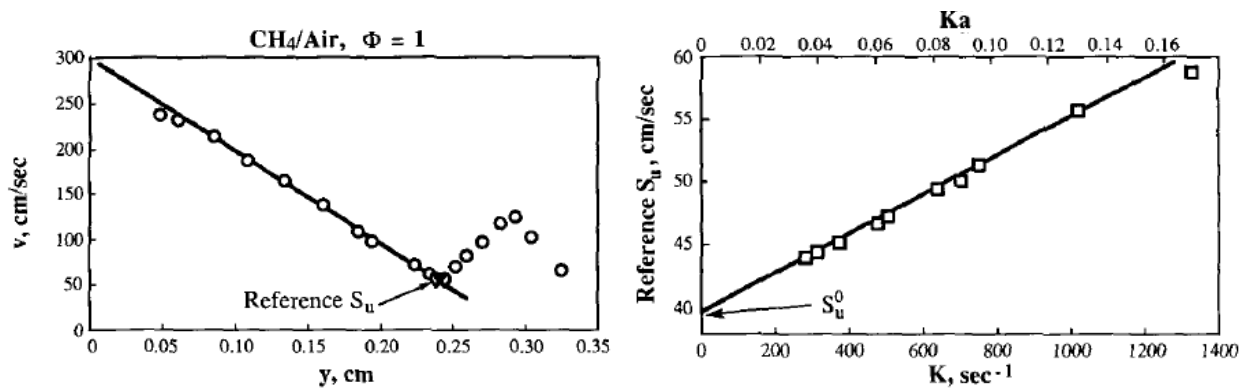 CH4/Air, Φ = 1
300
250
200
150
100
50
0
v, cm/sec
Reference Su
0 0.05 0.10 0.15 0.20 0.25 0.30 0.35
y, cm
Ka
0 0.02 0.04 0.06 0.08 0.10 0.12 0.14 0.16
60
55
50
45
40
Reference Su, cm/sec
Su0
0 200 400 600 800 1000 1200 1400
K, sec-1